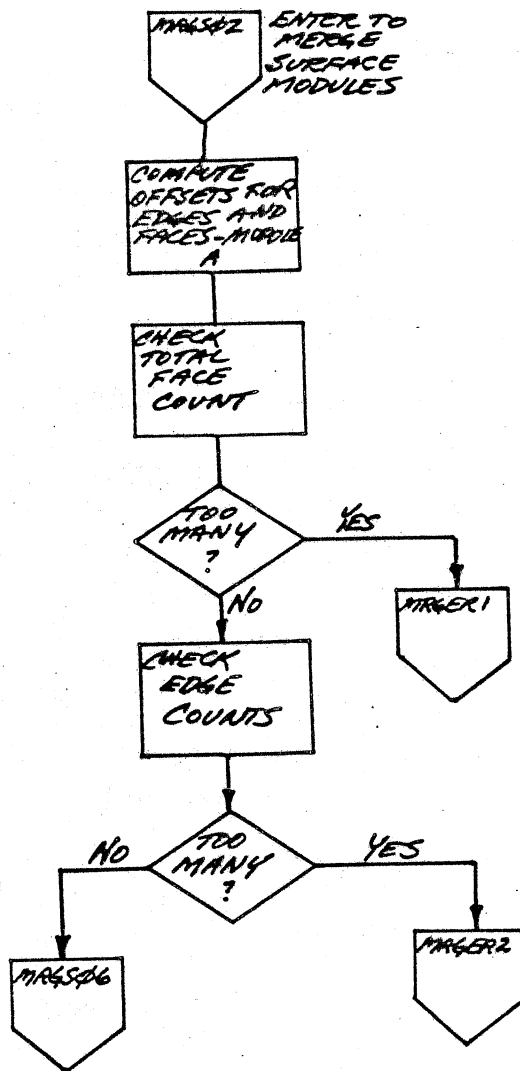 MRGSØ2
ENTER TO
MERGE
SURFACE
MODULES
COMPUTE
OFFSETS FOR
EDGES AND
FACES-MODULE
A
CHECK
TOTAL
FACE
COUNT
TOO
MANY
?
YES
NO
MRGER1
CHECK
EDGE
COUNTS
TOO
MANY
?
NO
YES
MRGSØ6
MRGER2